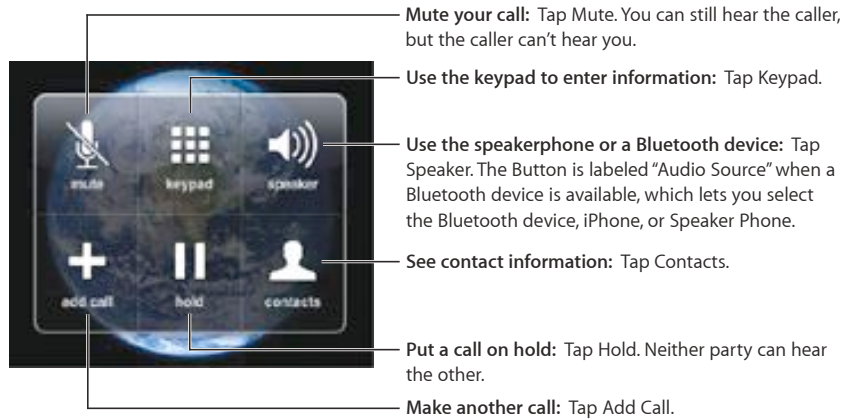 Mute your call: Tap Mute. You can still hear the caller,
but the caller can't hear you.
Use the keypad to enter information: Tap Keypad.
Use the speakerphone or a Bluetooth device: Tap
Speaker. The Button is labeled “Audio Source” when a
Bluetooth device is available, which lets you select
the Bluetooth device, iPhone, or Speaker Phone.
See contact information: Tap Contacts.
Put a call on hold: Tap Hold. Neither party can hear
the other.
Make another call: Tap Add Call.
mute keypad speaker
add call hold contacts